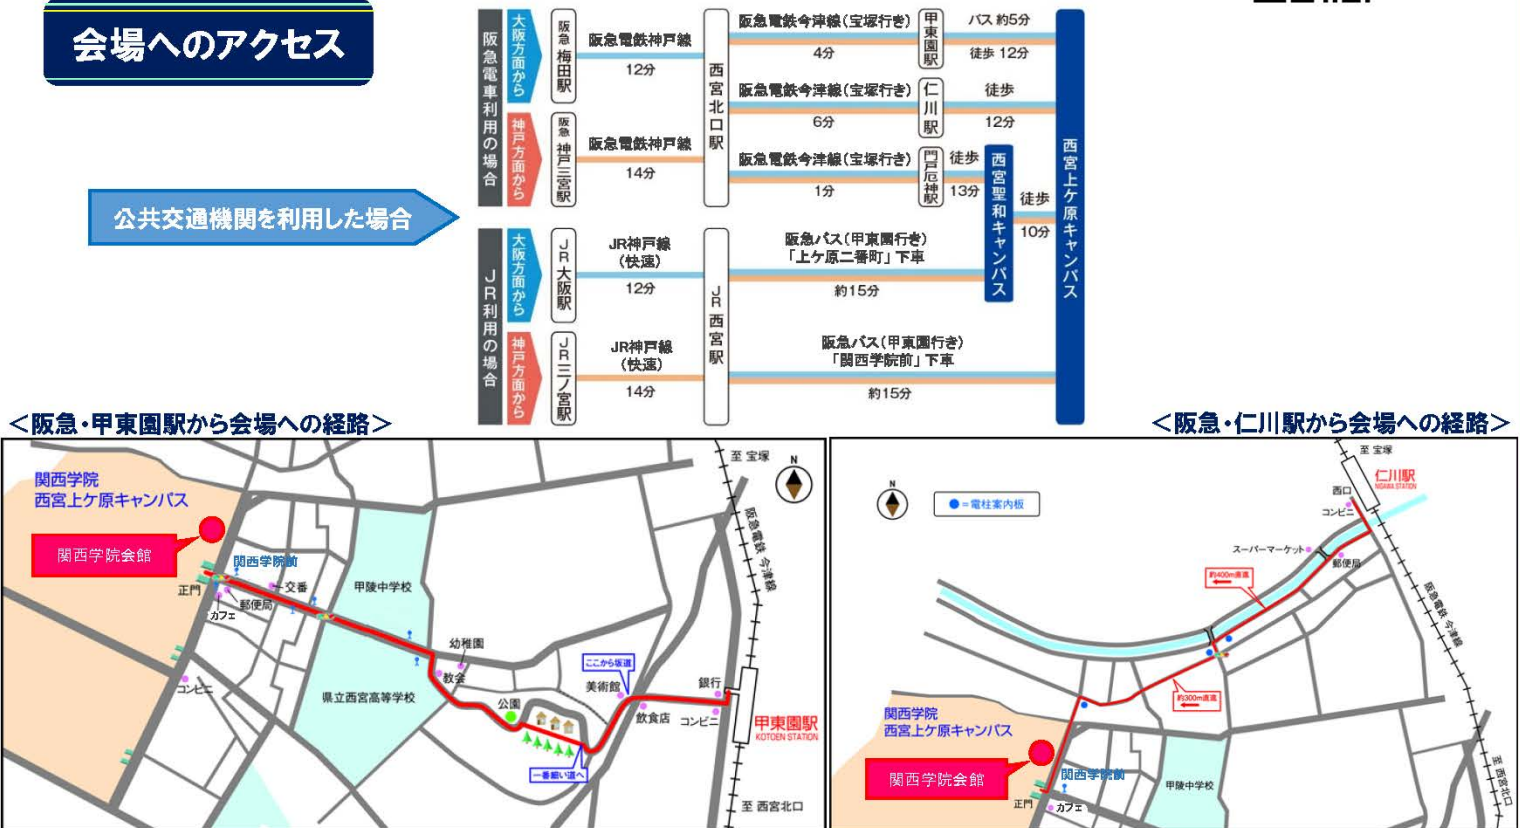 会場へのアクセス
公共交通機関を利用した場合
阪急電車利用の場合
大阪方面から
阪急 梅田駅
阪急電鉄神戸線
12分
神戸方面から
阪急 神戸三宮駅
阪急電鉄神戸線
14分
西宮北口駅
阪急電鉄今津線(宝塚行き)
4分
甲東園駅
バス 約5分
徒歩 12分
阪急電鉄今津線(宝塚行き)
6分
仁川駅
徒歩
12分
阪急電鉄今津線(宝塚行き)
1分
門戸厄神駅
徒歩
13分
西宮聖和キャンパス
徒歩
10分
西宮上ケ原キャンパス
JR利用の場合
大阪方面から
JR 大阪駅
JR神戸線
(快速)
12分
神戸方面から
JR三ノ宮駅
JR神戸線
(快速)
14分
JR 西宮駅
阪急バス(甲東園行き)
「上ケ原二番町」下車
約15分
阪急バス(甲東園行き)
「関西学院前」下車
約15分
＜阪急・甲東園駅から会場への経路＞
関西学院
西宮上ケ原キャンパス
関西学院会館
関西学院前
正門
カフェ
郵便局
交番
甲陵中学校
コンビニ
県立西宮高等学校
幼稚園
教会
公園
ここから坂道
美術館
飲食店
銀行
コンビニ
一番細い道へ
甲東園駅
KOTOEN STATION
至 宝塚
N
阪急電鉄 今津線
至 西宮北口
＜阪急・仁川駅から会場への経路＞
N
●=電柱案内板
至 宝塚
仁川駅
NIGAWA STATION
西口
コンビニ
スーパーマーケット
郵便局
約400m直進
阪急電鉄 今津線
約300m直進
関西学院
西宮上ケ原キャンパス
関西学院会館
関西学院前
正門
カフェ
甲陵中学校
至 西宮北口